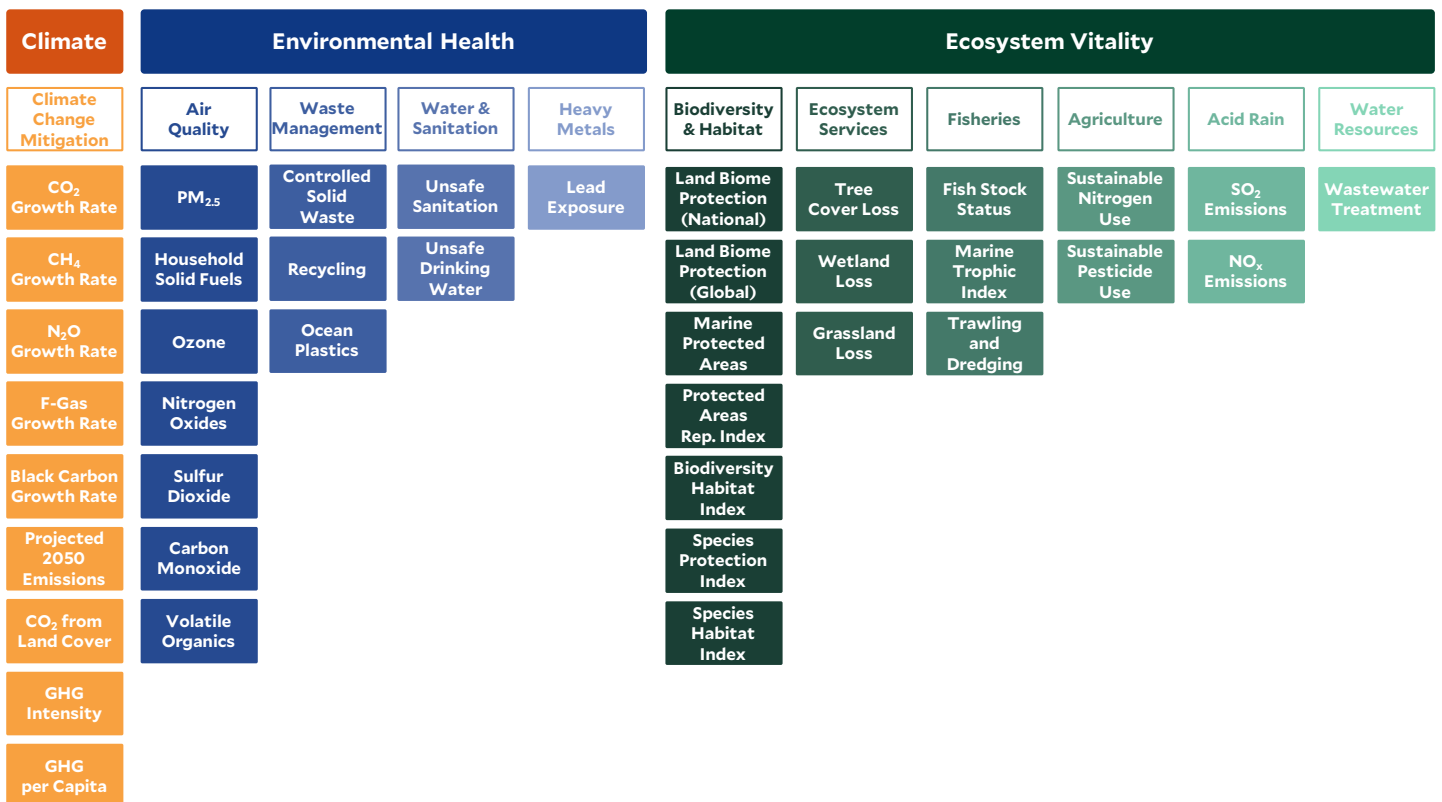 Climate
Environmental Health
Ecosystem Vitality
Climate
Change
Mitigation
Air
Quality
Waste
Management
Water &
Sanitation
Heavy
Metals
Biodiversity
& Habitat
Ecosystem
Services
Fisheries
Agriculture
Acid Rain
Water
Resources
CO₂
Growth Rate
PM₂.₅
Controlled
Solid
Waste
Unsafe
Sanitation
Lead
Exposure
Land Biome
Protection
(National)
Tree
Cover Loss
Fish Stock
Status
Sustainable
Nitrogen
Use
SO₂
Emissions
Wastewater
Treatment
CH₄
Growth Rate
Household
Solid Fuels
Recycling
Unsafe
Drinking
Water
Land Biome
Protection
(Global)
Wetland
Loss
Marine
Trophic
Index
Sustainable
Pesticide
Use
NOₓ
Emissions
N₂O
Growth Rate
Ozone
Ocean
Plastics
Marine
Protected
Areas
Grassland
Loss
Trawling
and
Dredging
F-Gas
Growth Rate
Nitrogen
Oxides
Protected
Areas
Rep. Index
Black Carbon
Growth Rate
Sulfur
Dioxide
Biodiversity
Habitat
Index
Projected
2050
Emissions
Carbon
Monoxide
Species
Protection
Index
CO₂ from
Land Cover
Volatile
Organics
Species
Habitat
Index
GHG
Intensity
GHG
per Capita